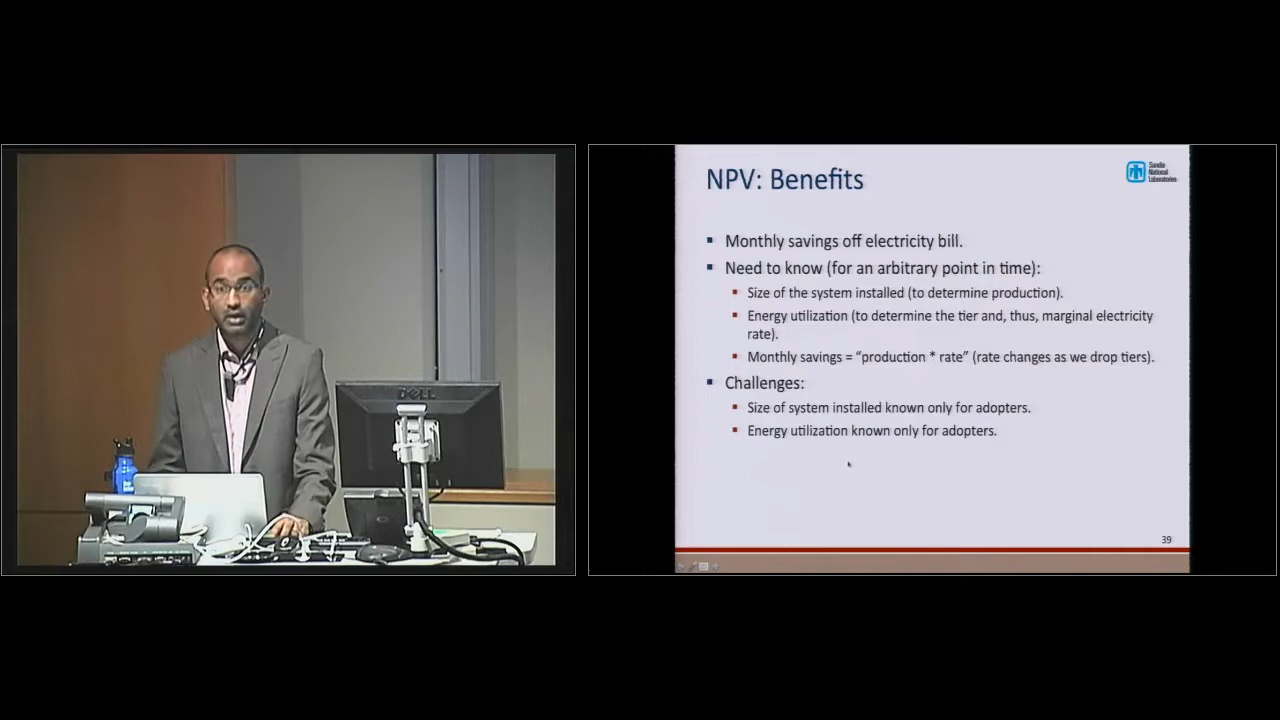 NPV: Benefits
Sandia
National
Laboratories
Monthly savings off electricity bill.
Need to know (for an arbitrary point in time):
Size of the system installed (to determine production).
Energy utilization (to determine the tier and, thus, marginal electricity
rate).
Monthly savings = “production * rate” (rate changes as we drop tiers).
Challenges:
Size of system installed known only for adopters.
Energy utilization known only for adopters.
39
DELL